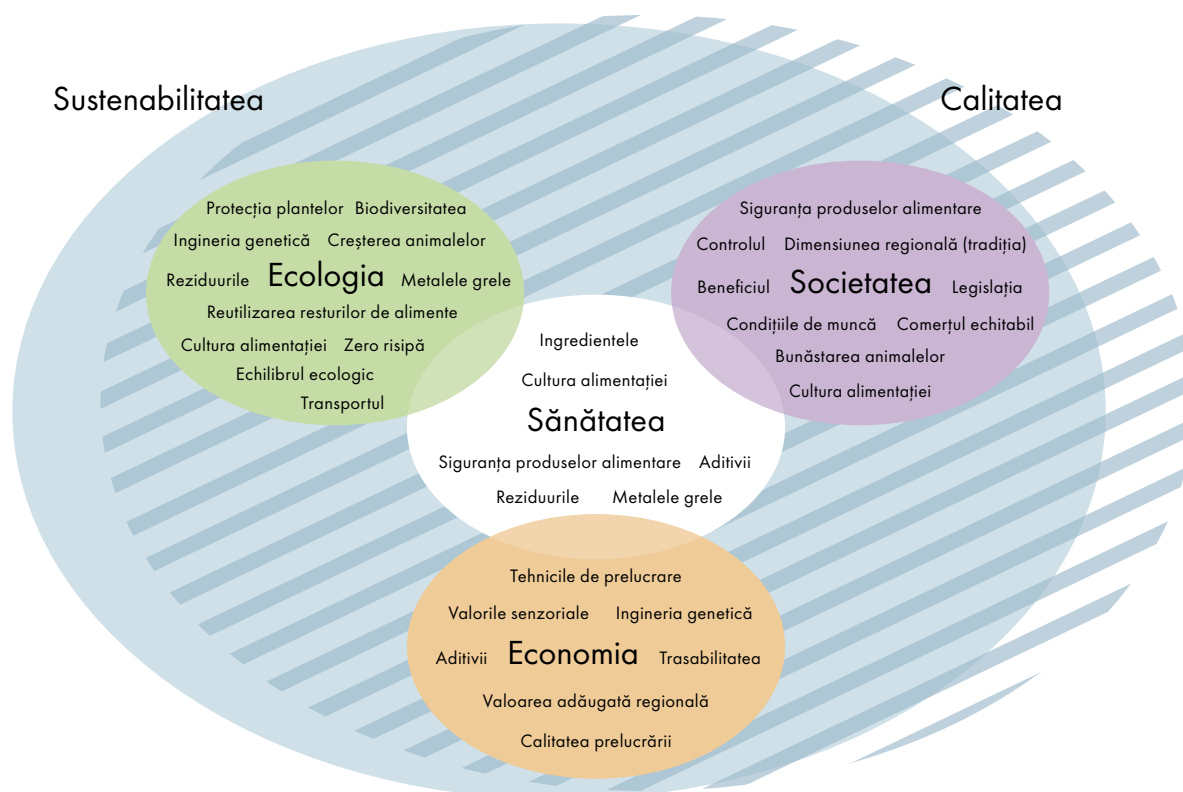 Sustenabilitatea
Calitatea
Protecția plantelor Biodiversitatea
Ingineria genetică Creșterea animalelor
Reziduurile Ecologia Metalele grele
Reutilizarea resturilor de alimente
Cultura alimentației Zero risipă
Echilibrul ecologic
Transportul
Siguranța produselor alimentare
Controlul Dimensiunea regională (tradiția)
Beneficiul Societatea Legislația
Condițiile de muncă Comerțul echitabil
Bunăstarea animalelor
Cultura alimentației
Ingredientele
Cultura alimentației
Sănătatea
Siguranța produselor alimentare Aditivii
Reziduurile Metalele grele
Tehnicile de prelucrare
Valorile senzoriale Ingineria genetică
Aditivii Economia Trasabilitatea
Valoarea adăugată regională
Calitatea prelucrării